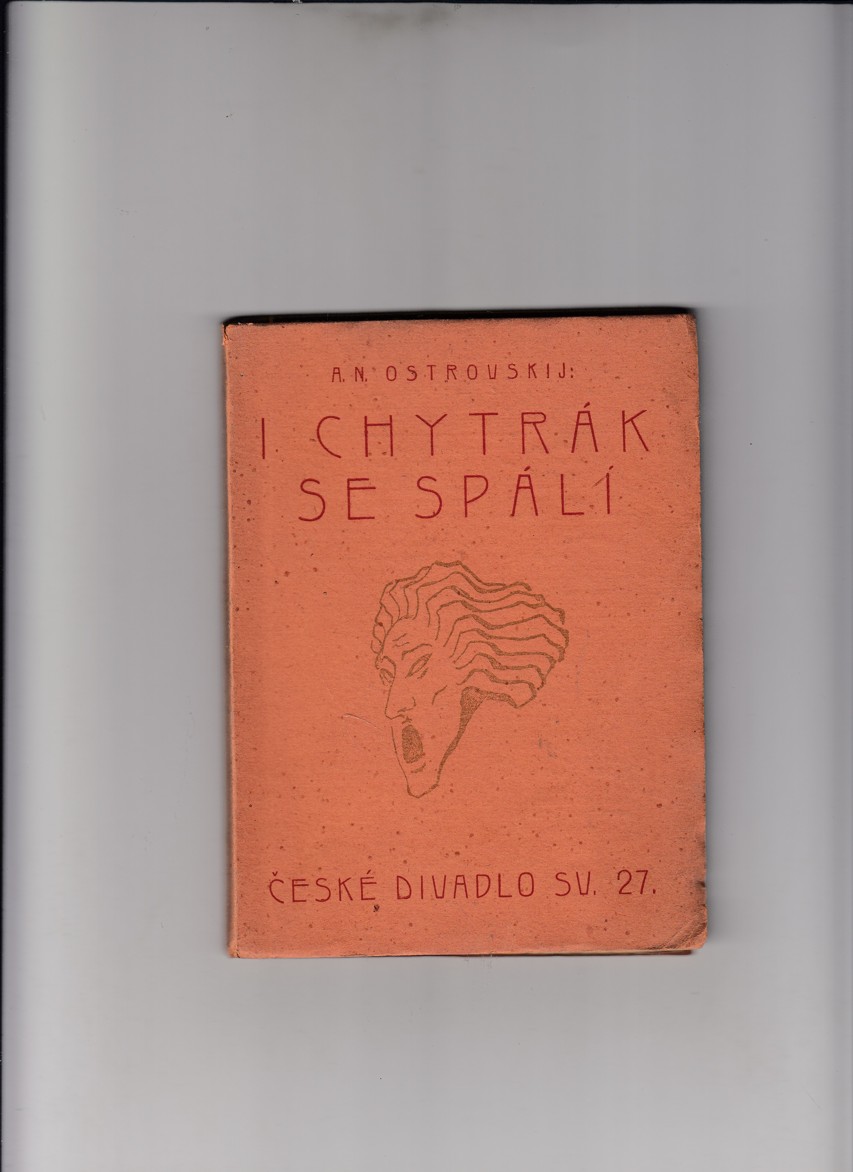 A. N. OSTROVSKIJ:
I CHYTRÁK
SE SPÁLÍ
ČESKÉ DIVADLO SV. 27.